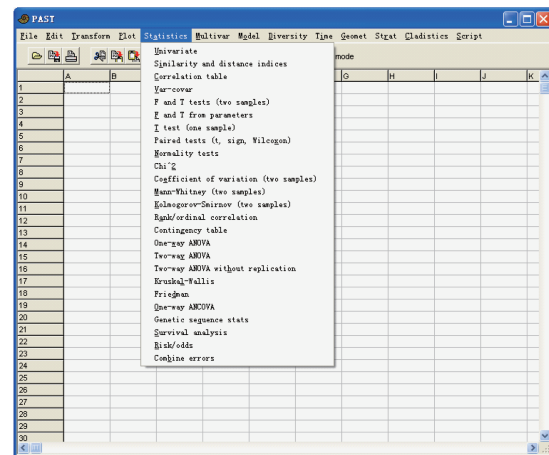 PAST
File Edit Transform Plot Statistics Multivar Model Diversity Time Geomet Strat Cladistics Script
mode
A B G H I J K
Univariate
Similarity and distance indices
Correlation table
Var-covar
F and T tests (two samples)
F and T from parameters
T test (one sample)
Paired tests (t, sign, Wilcoxon)
Normality tests
Chi^2
Coefficient of variation (two samples)
Mann-Whitney (two samples)
Kolmogorov-Smirnov (two samples)
Rank/ordinal correlation
Contingency table
One-way ANOVA
Two-way ANOVA
Two-way ANOVA without replication
Kruskal-Wallis
Friedman
One-way ANCOVA
Genetic sequence stats
Survival analysis
Risk/odds
Combine errors
1
2
3
4
5
6
7
8
9
10
11
12
13
14
15
16
17
18
19
20
21
22
23
24
25
26
27
28
29
30